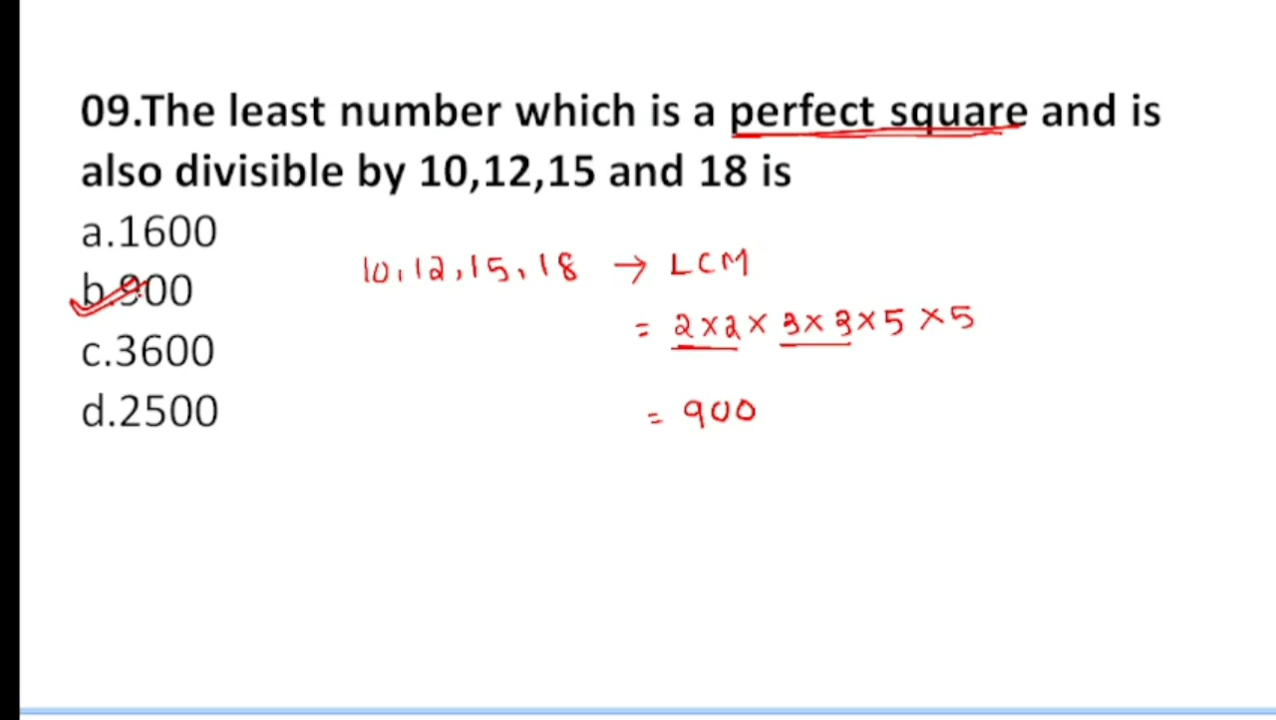 09.The least number which is a perfect square and is
also divisible by 10,12,15 and 18 is
a.1600
b.900
c.3600
d.2500
10,12,15,18 → LCM
= 2×2×3×3×5×5
= 900